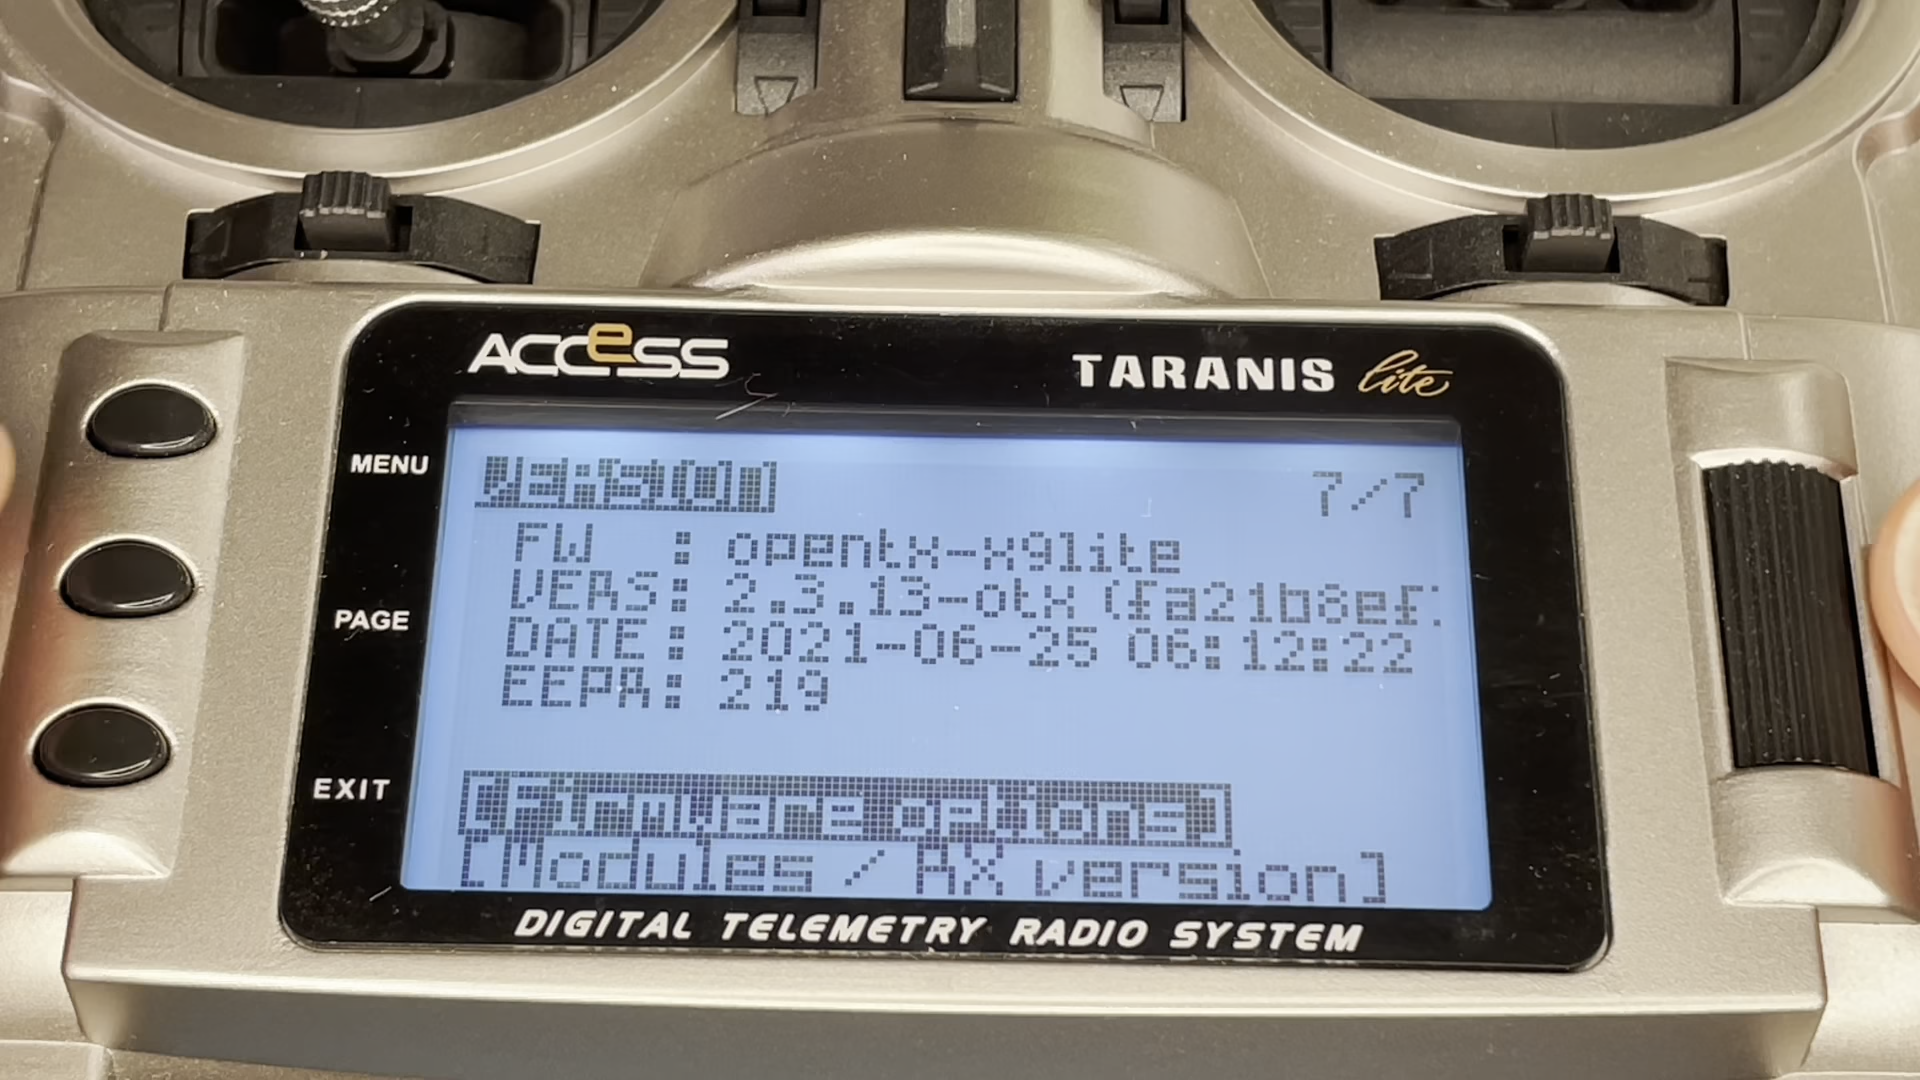 ACCeSS TARANIS lite
MENU
PAGE
EXIT
VERSION 7/7
FW : opentx-x9lite
VERS: 2.3.13-otx (fa21b8ef
DATE: 2021-06-25 06:12:22
EEPR: 219
[Firmware options]
[Modules / RX version]
DIGITAL TELEMETRY RADIO SYSTEM